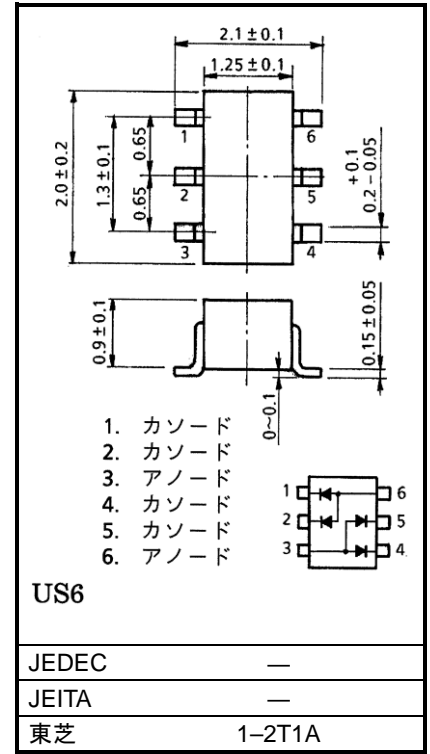 2.1±0.1
1.25±0.1
2.0±0.2
1.3±0.1
0.65
0.65
+0.1
0.2-0.05
1
2
3
6
5
4
0.9±0.1
0.15±0.05
0~0.1
1. カソード
2. カソード
3. アノード
4. カソード
5. カソード
6. アノード
1
2
3
6
5
4
US6
JEDEC —
JEITA —
東芝 1–2T1A